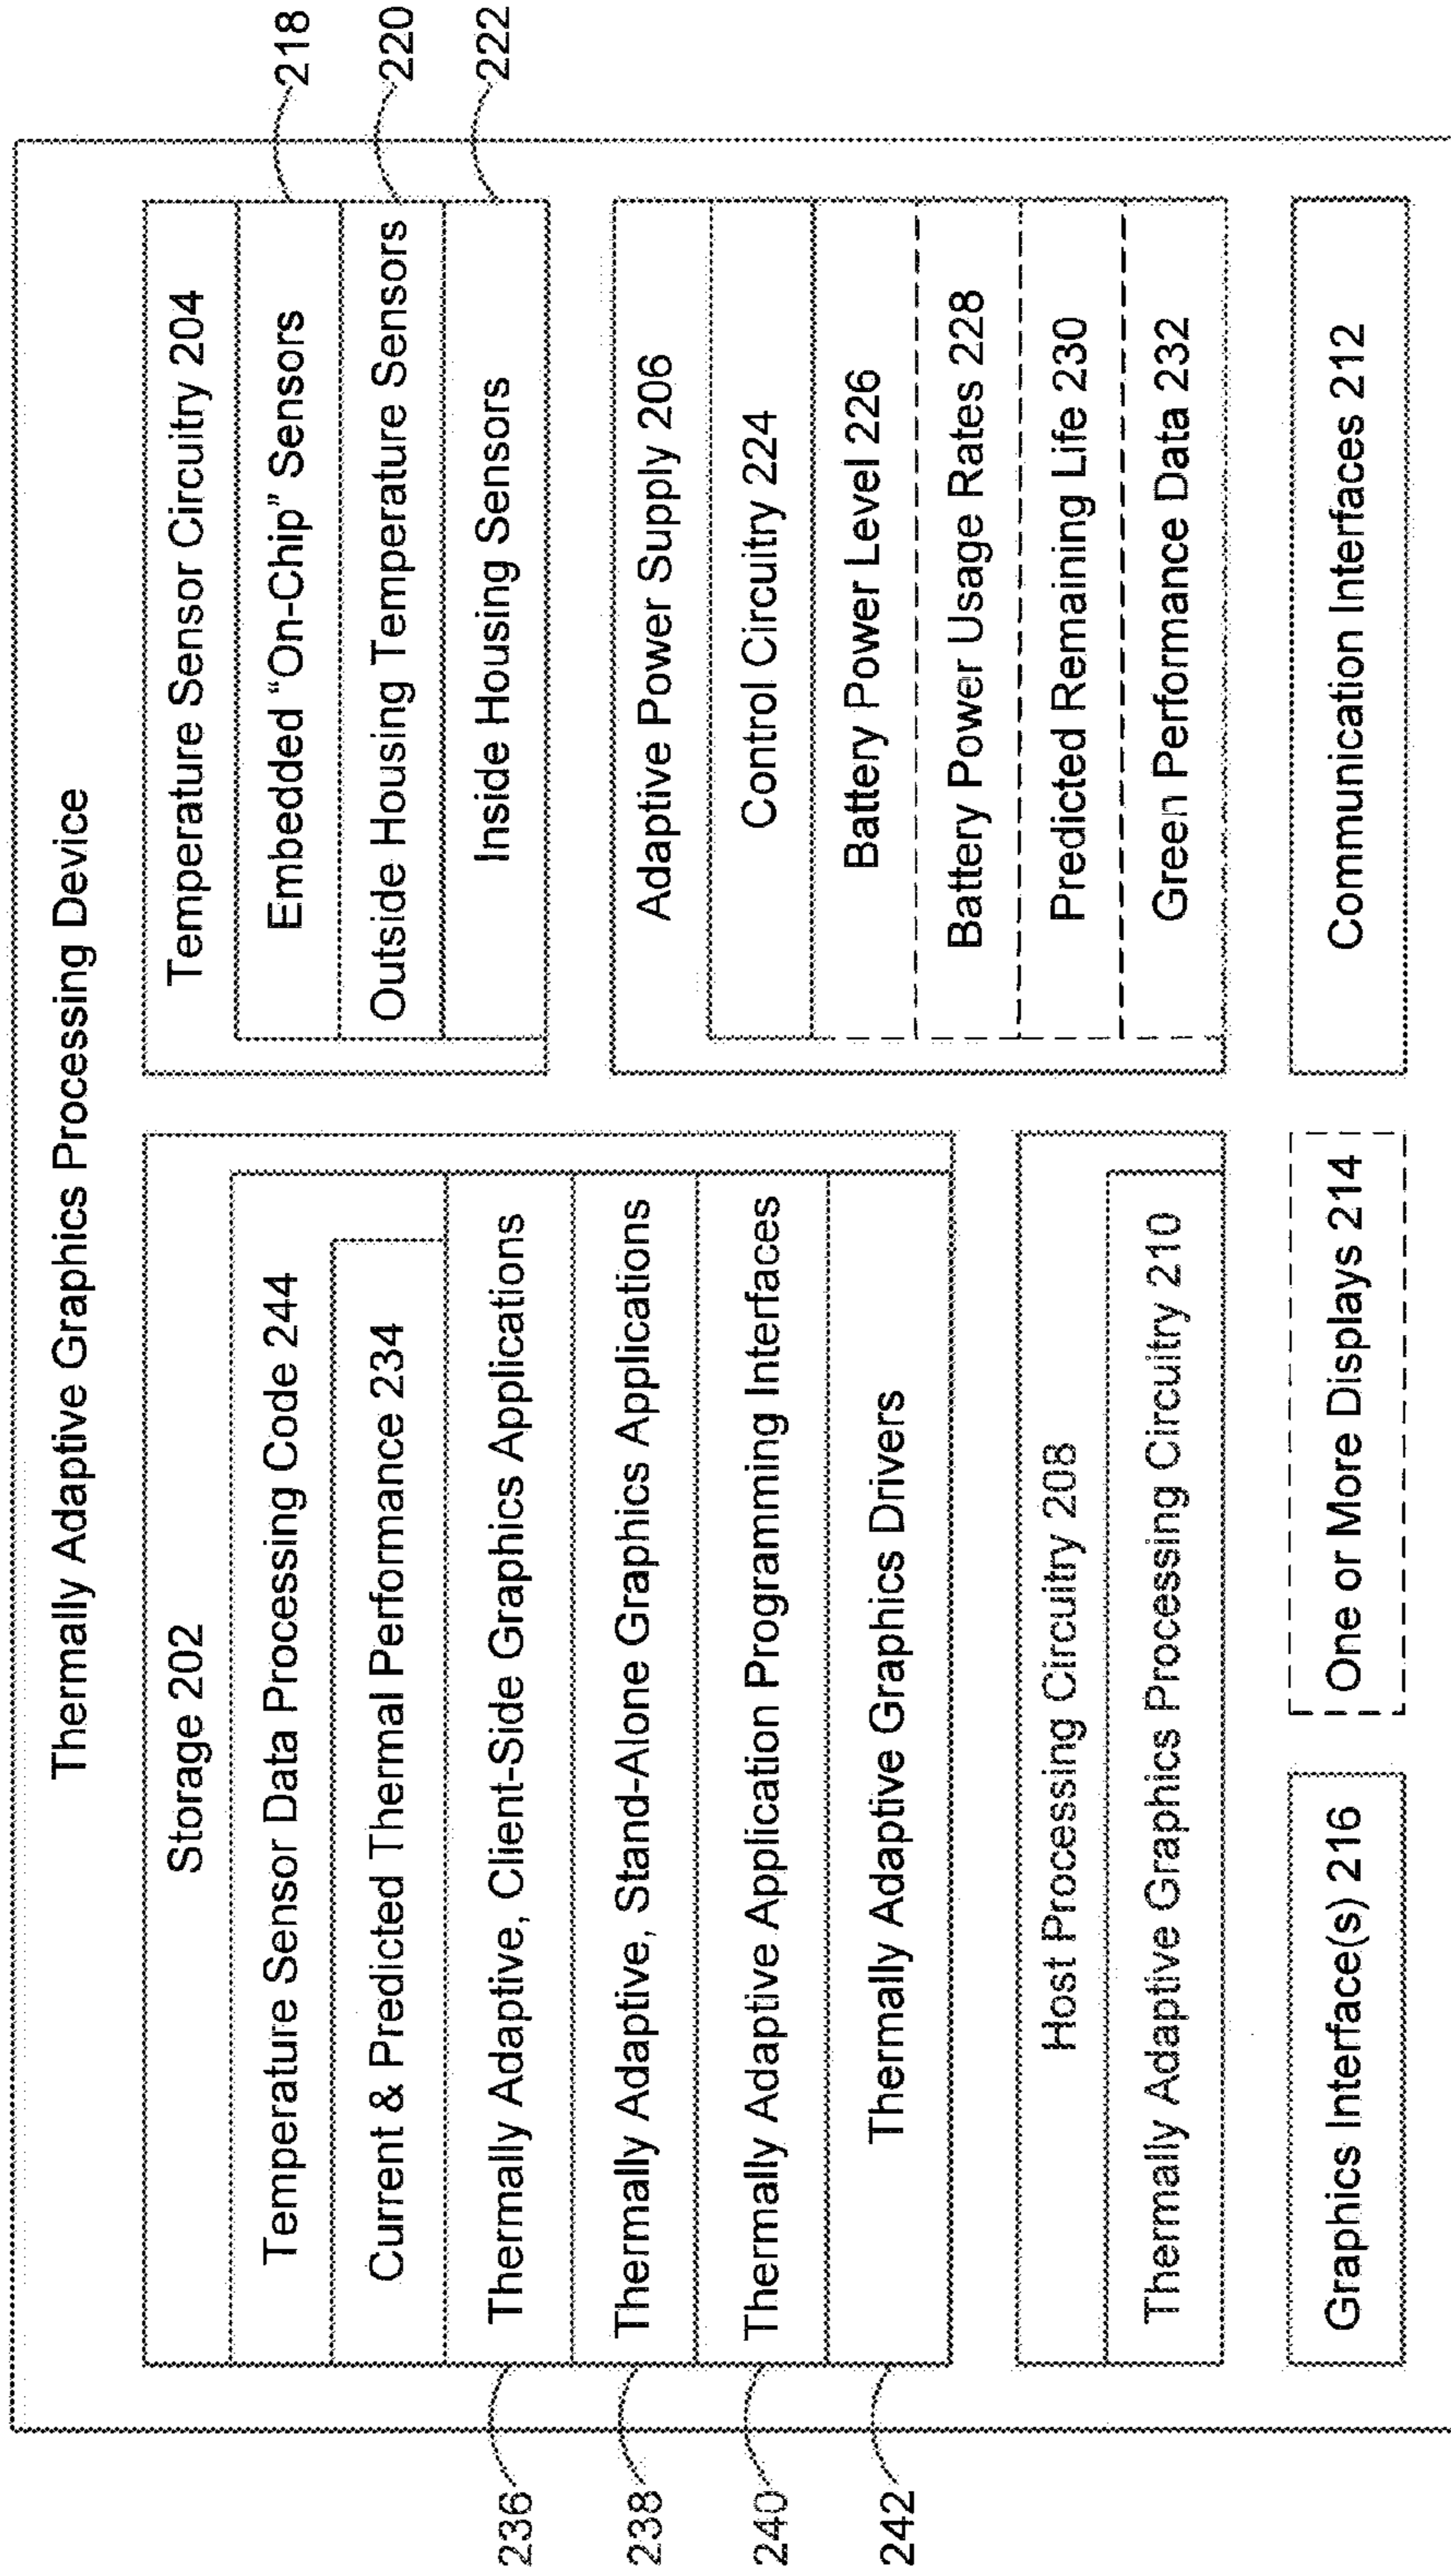 Thermally Adaptive Graphics Processing Device
Storage 202
Temperature Sensor Data Processing Code 244
Current & Predicted Thermal Performance 234
Thermally Adaptive, Client-Side Graphics Applications
236
Thermally Adaptive, Stand-Alone Graphics Applications
238
Thermally Adaptive Application Programming Interfaces
240
Thermally Adaptive Graphics Drivers
242
Host Processing Circuitry 208
Thermally Adaptive Graphics Processing Circuitry 210
Graphics Interface(s) 216
One or More Displays 214
Temperature Sensor Circuitry 204
Embedded “On-Chip” Sensors
218
Outside Housing Temperature Sensors
220
Inside Housing Sensors
222
Adaptive Power Supply 206
Control Circuitry 224
Battery Power Level 226
Battery Power Usage Rates 228
Predicted Remaining Life 230
Green Performance Data 232
Communication Interfaces 212